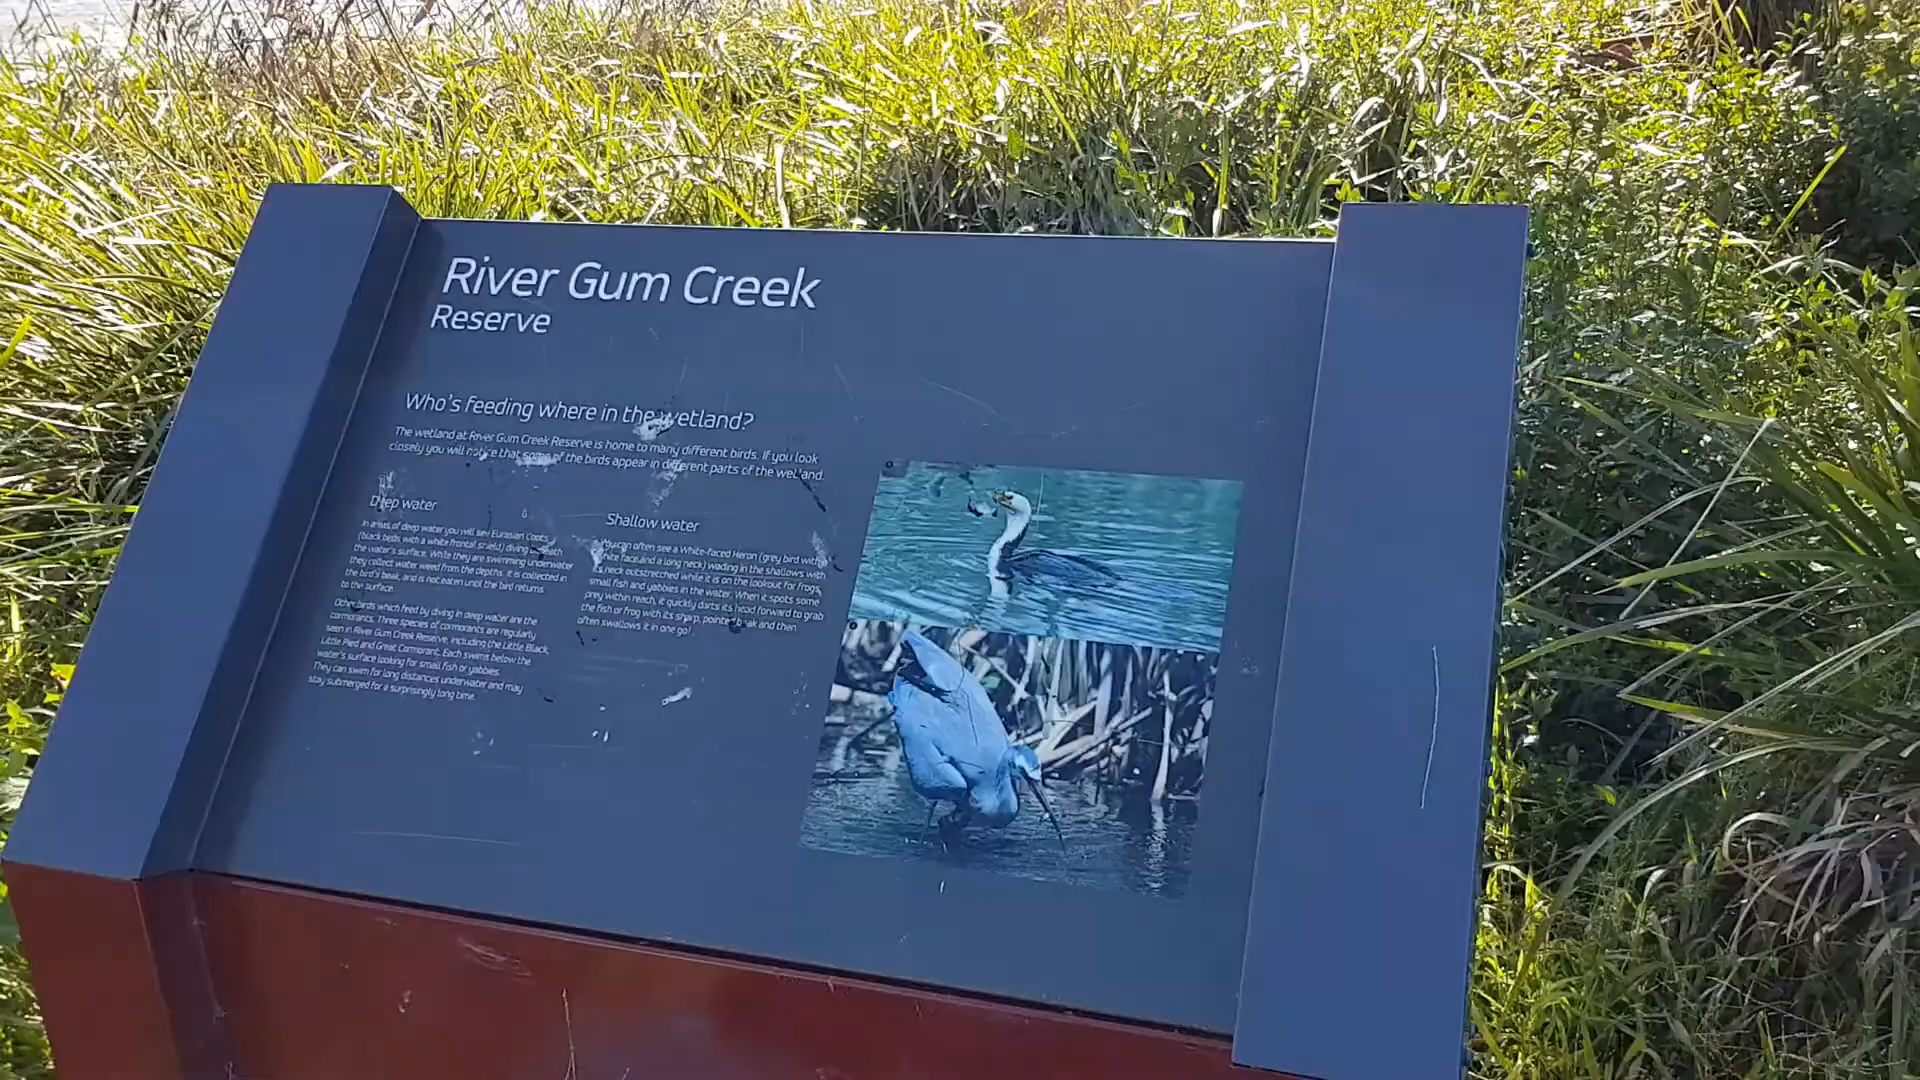 River Gum Creek
Reserve
Who's feeding where in the wetland?
The wetland at River Gum Creek Reserve is home to many different birds. If you look
closely you will notice that some of the birds appear in different parts of the wetland.
Deep water
In areas of deep water you will see Eurasian Coots
(black birds with a white frontal shield) diving beneath
the water's surface. While they are swimming underwater
they collect water weed from the depths. It is collected in
the bird's beak, and is not eaten until the bird returns
to the surface.
Other birds which feed by diving in deep water are the
cormorants. Three species of cormorants are regularly
seen in River Gum Creek Reserve, including the Little Black,
Little Pied and Great Cormorant. Each swims below the
water's surface looking for small fish or yabbies.
They can swim for long distances underwater and may
stay submerged for a surprisingly long time.
Shallow water
You can often see a White-faced Heron (grey bird with
white face and a long neck) wading in the shallows with
its neck outstretched while it is on the lookout for frogs,
small fish and yabbies in the water. When it spots some
prey within reach, it quickly darts its head forward to grab
the fish or frog with its sharp, pointed beak and then
often swallows it in one go!